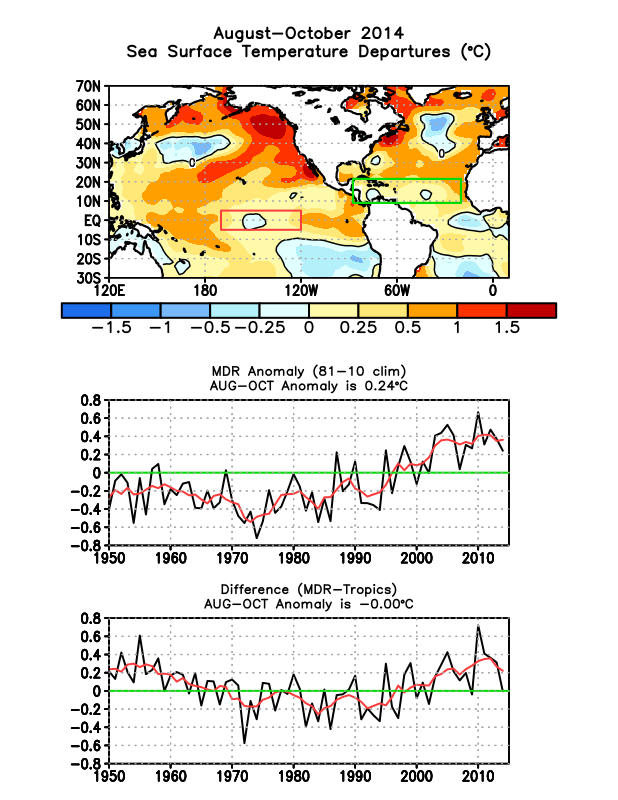 August-October 2014
Sea Surface Temperature Departures (°C)
70N
60N
50N
40N
30N
20N
10N
EQ
10S
20S
30S
120E 180 120W 60W 0
-1.5 -1 -0.5 -0.25 0 0.25 0.5 1 1.5
MDR Anomaly (81-10 clim)
AUG-OCT Anomaly is 0.24°C
0.8
0.6
0.4
0.2
0
-0.2
-0.4
-0.6
-0.8
1950 1960 1970 1980 1990 2000 2010
Difference (MDR-Tropics)
AUG-OCT Anomaly is -0.00°C
0.8
0.6
0.4
0.2
0
-0.2
-0.4
-0.6
-0.8
1950 1960 1970 1980 1990 2000 2010